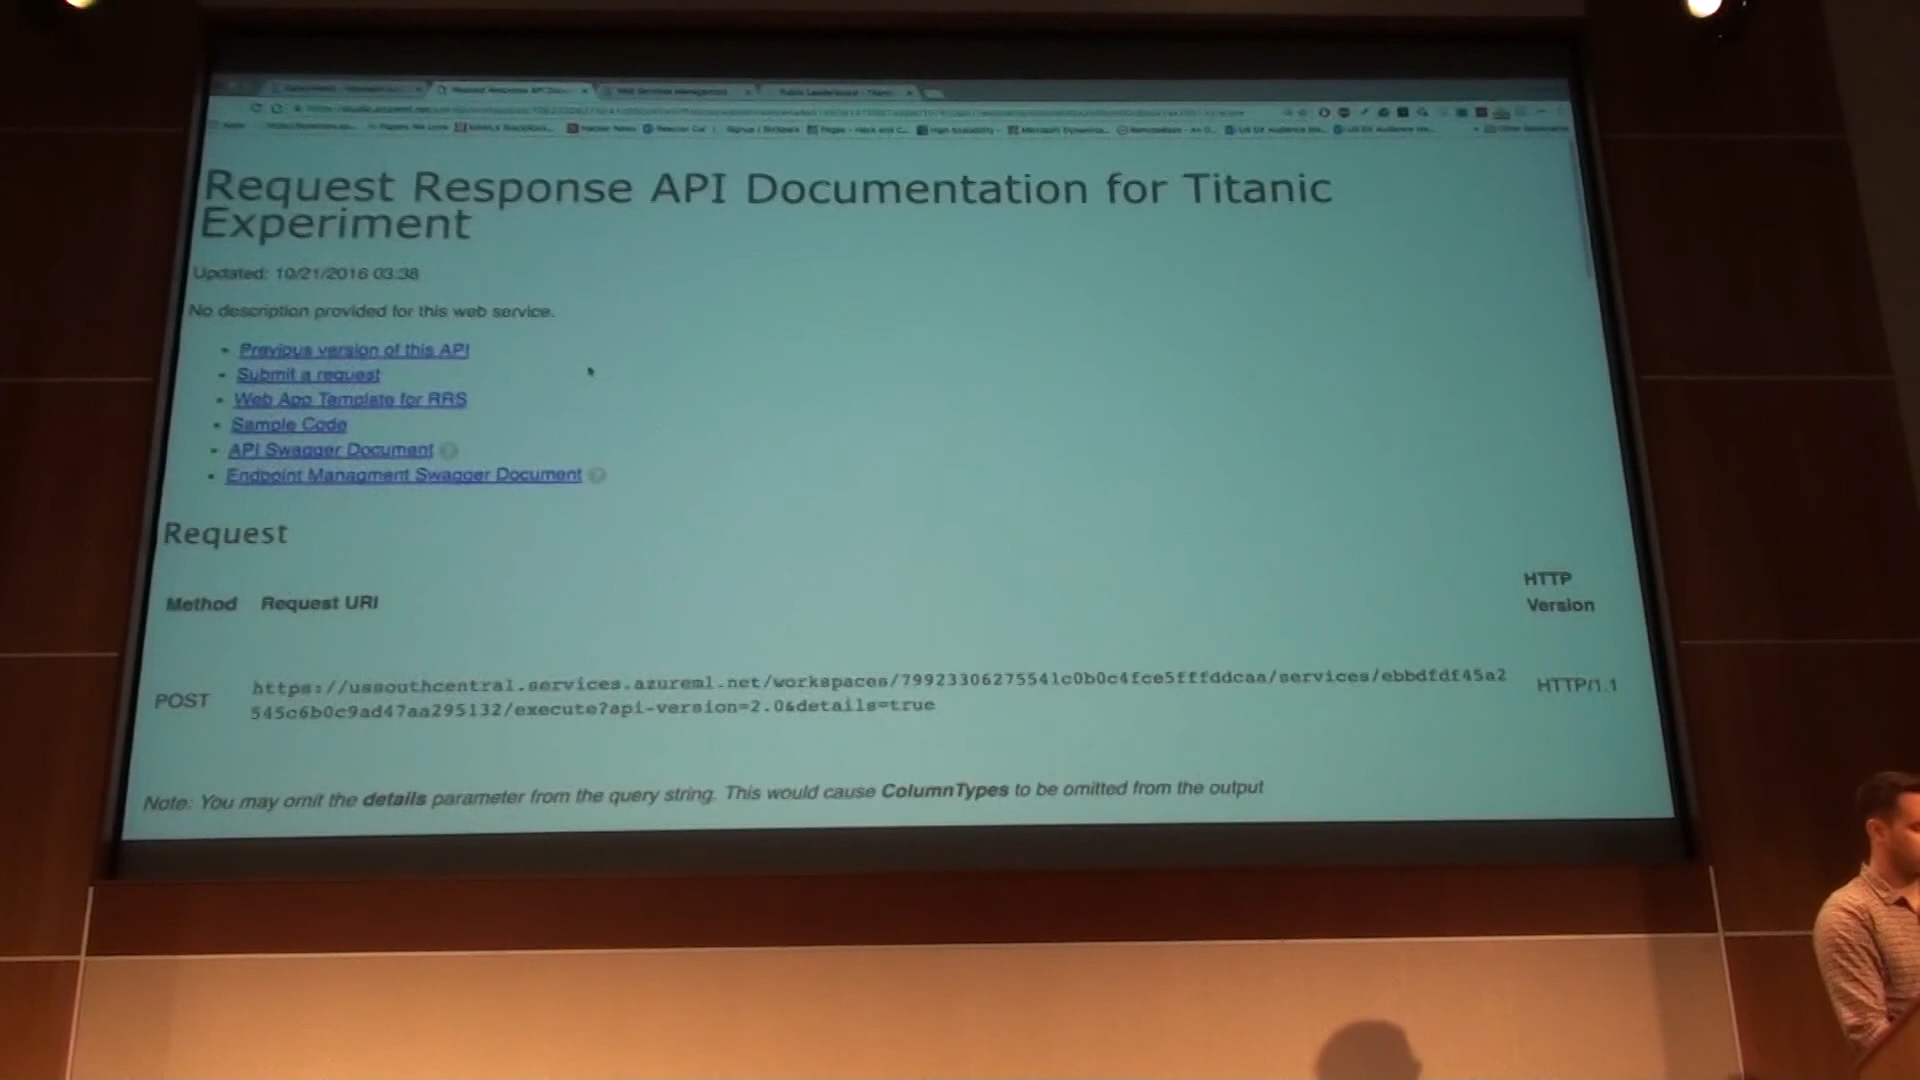 Request Response API Documentation for Titanic
Experiment
Updated: 10/21/2016 03:38
No description provided for this web service.
Previous version of this API
Submit a request
Web App Template for RRS
Sample Code
API Swagger Document
Endpoint Managment Swagger Document
Request
Method Request URI HTTP Version
POST https://ussouthcentral.services.azureml.net/workspaces/79923306275541c0b0c4fce5fffddcaa/services/ebbdfdf45a2
545c6b0c9ad47aa295132/execute?api-version=2.0&details=true HTTP/1.1
Note: You may omit the details parameter from the query string. This would cause ColumnTypes to be omitted from the output